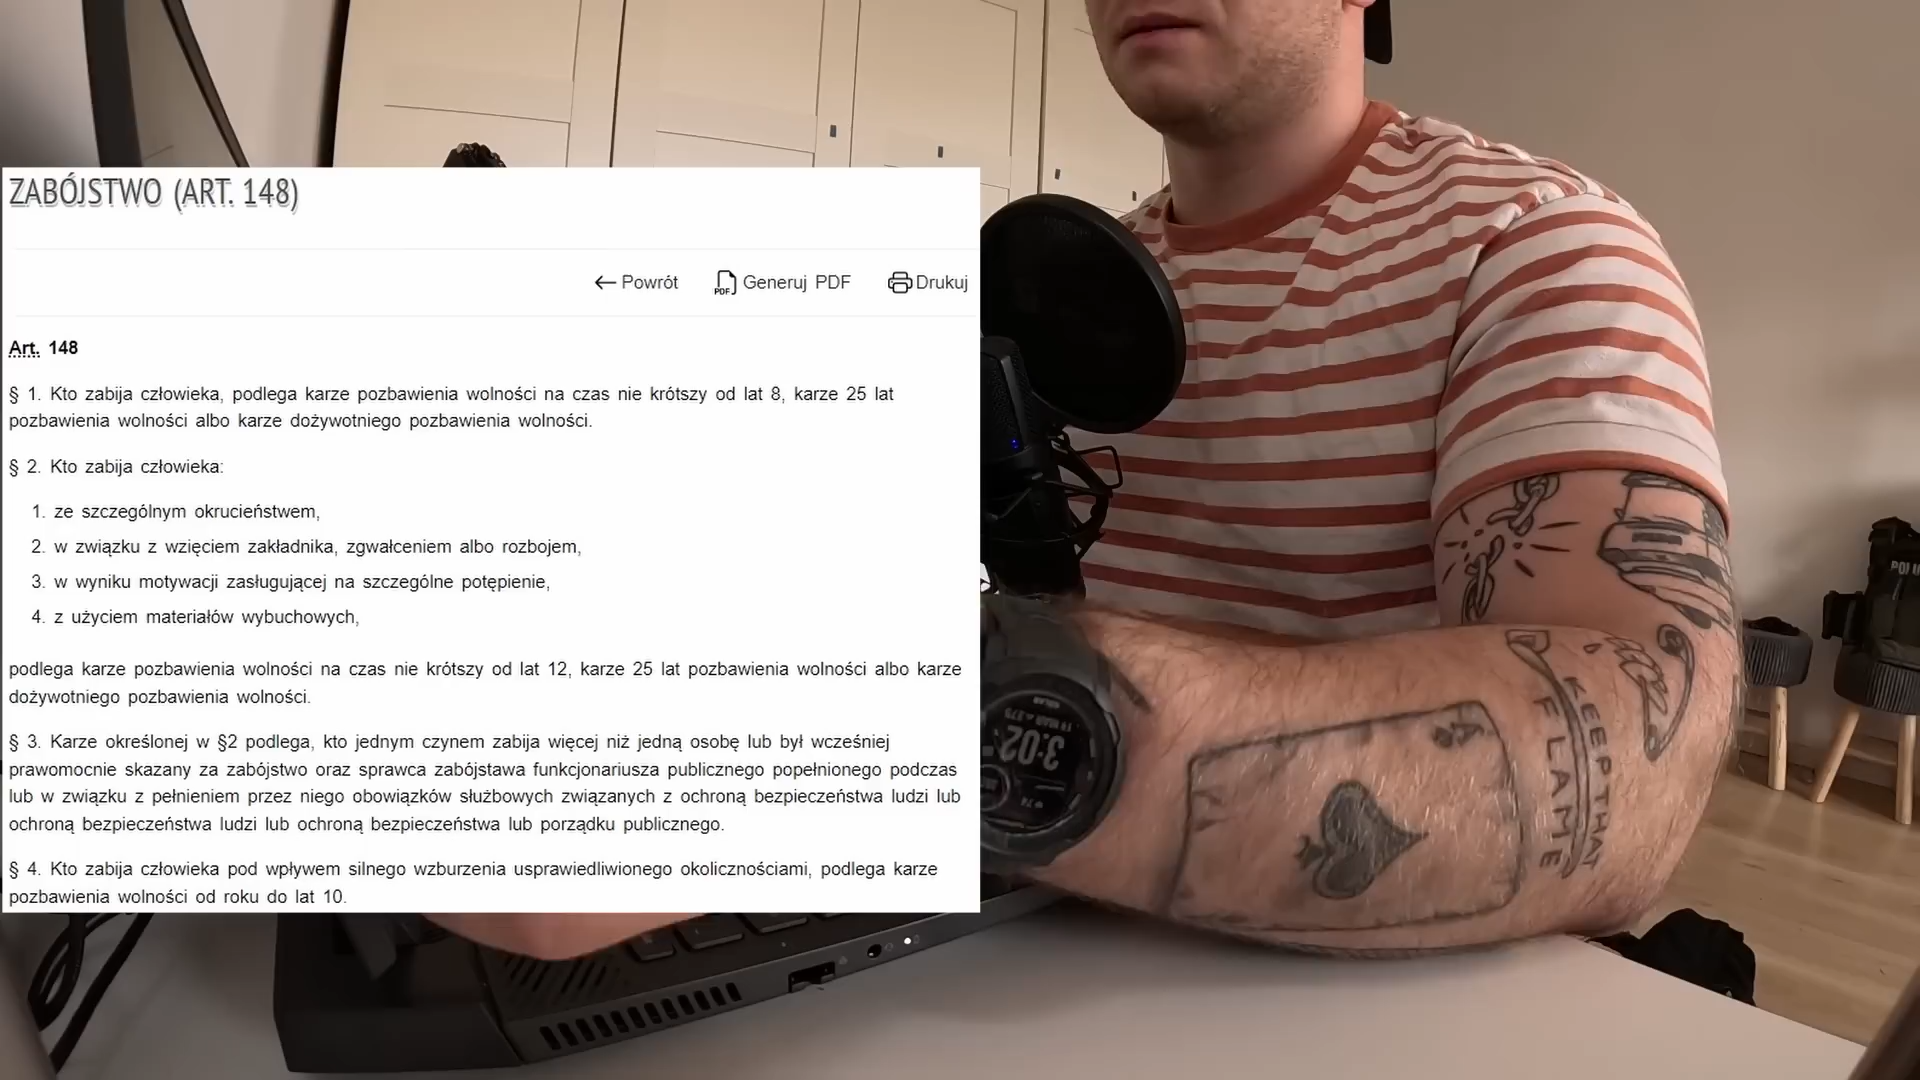 ZABÓJSTWO (ART. 148)
Powrót
PDF
Generuj PDF
Drukuj
Art. 148
§ 1. Kto zabija człowieka, podlega karze pozbawienia wolności na czas nie krótszy od lat 8, karze 25 lat
pozbawienia wolności albo karze dożywotniego pozbawienia wolności.
§ 2. Kto zabija człowieka:
1. ze szczególnym okrucieństwem,
2. w związku z wzięciem zakładnika, zgwałceniem albo rozbojem,
3. w wyniku motywacji zasługującej na szczególne potępienie,
4. z użyciem materiałów wybuchowych,
podlega karze pozbawienia wolności na czas nie krótszy od lat 12, karze 25 lat pozbawienia wolności albo karze
dożywotniego pozbawienia wolności.
§ 3. Karze określonej w §2 podlega, kto jednym czynem zabija więcej niż jedną osobę lub był wcześniej
prawomocnie skazany za zabójstwo oraz sprawca zabójstawa funkcjonariusza publicznego popełnionego podczas
lub w związku z pełnieniem przez niego obowiązków służbowych związanych z ochroną bezpieczeństwa ludzi lub
ochroną bezpieczeństwa ludzi lub ochroną bezpieczeństwa lub porządku publicznego.
§ 4. Kto zabija człowieka pod wpływem silnego wzburzenia usprawiedliwionego okolicznościami, podlega karze
pozbawienia wolności od roku do lat 10.
KEEP THAT
FLAME
A
3:02